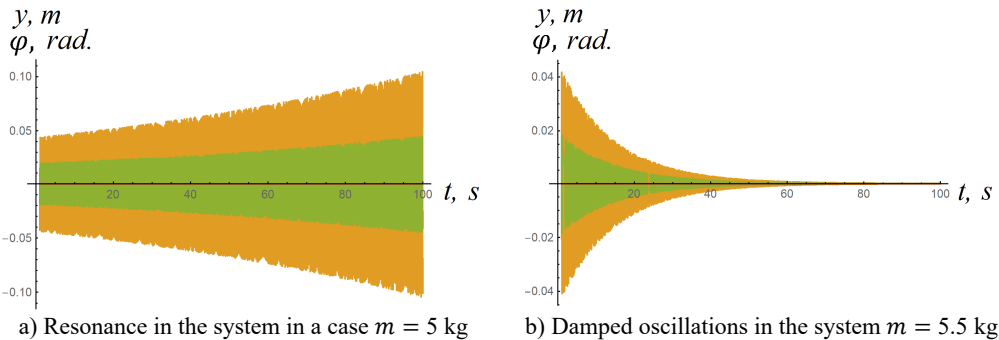 y, m
φ, rad.
0.10
0.05
−0.05
−0.10
20
40
60
80
100
t, s
a) Resonance in the system in a case m = 5 kg
y, m
φ, rad.
0.04
0.02
−0.02
−0.04
20
40
60
80
100
t, s
b) Damped oscillations in the system m = 5.5 kg